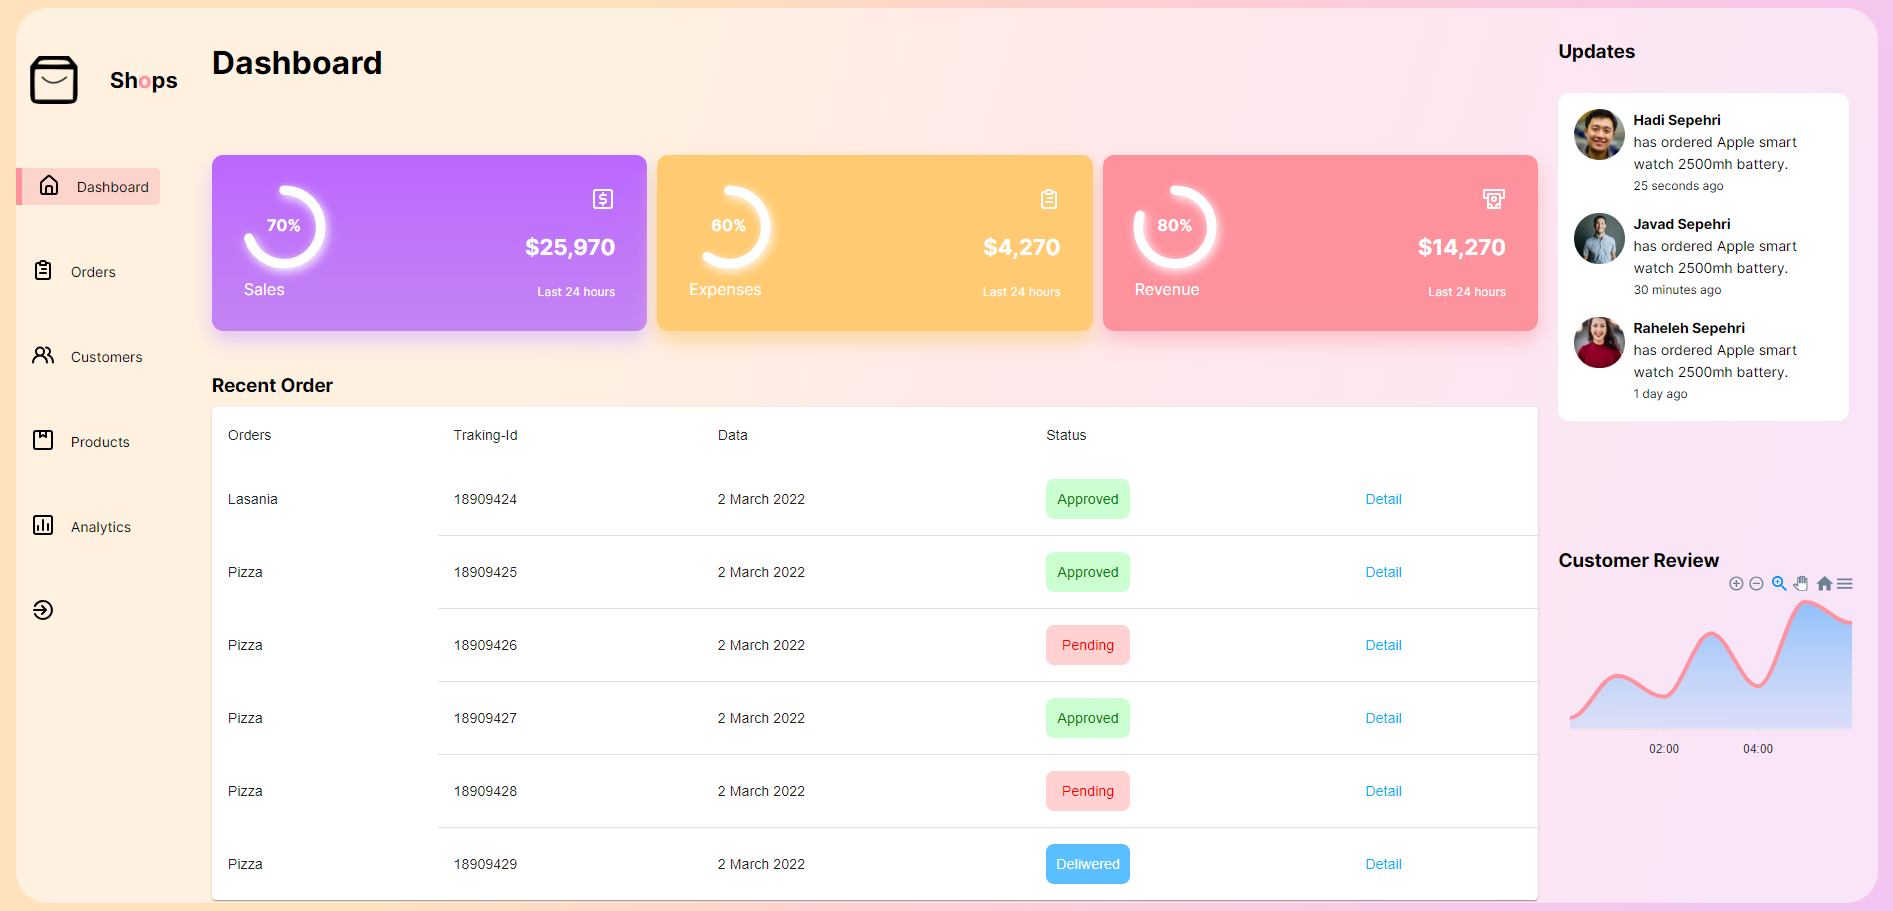 Shops
Dashboard
Orders
Customers
Products
Analytics
Dashboard
70%
$25,970
Sales
Last 24 hours
60%
$4,270
Expenses
Last 24 hours
80%
$14,270
Revenue
Last 24 hours
Recent Order
Orders Traking-Id Data Status
Lasania 18909424 2 March 2022 Approved Detail
Pizza 18909425 2 March 2022 Approved Detail
Pizza 18909426 2 March 2022 Pending Detail
Pizza 18909427 2 March 2022 Approved Detail
Pizza 18909428 2 March 2022 Pending Detail
Pizza 18909429 2 March 2022 Deliwered Detail
Updates
Hadi Sepehri
has ordered Apple smart
watch 2500mh battery.
25 seconds ago
Javad Sepehri
has ordered Apple smart
watch 2500mh battery.
30 minutes ago
Raheleh Sepehri
has ordered Apple smart
watch 2500mh battery.
1 day ago
Customer Review
02:00 04:00